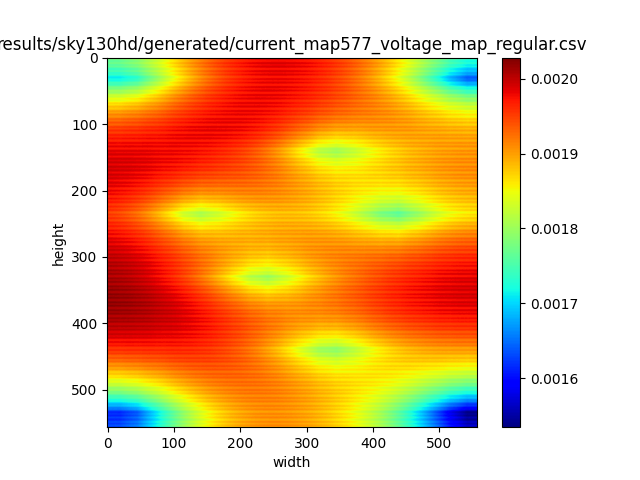 results/sky130hd/generated/current_map577_voltage_map_regular.csv
0
100
200
300
400
500
height
0 100 200 300 400 500
width
0.0020
0.0019
0.0018
0.0017
0.0016